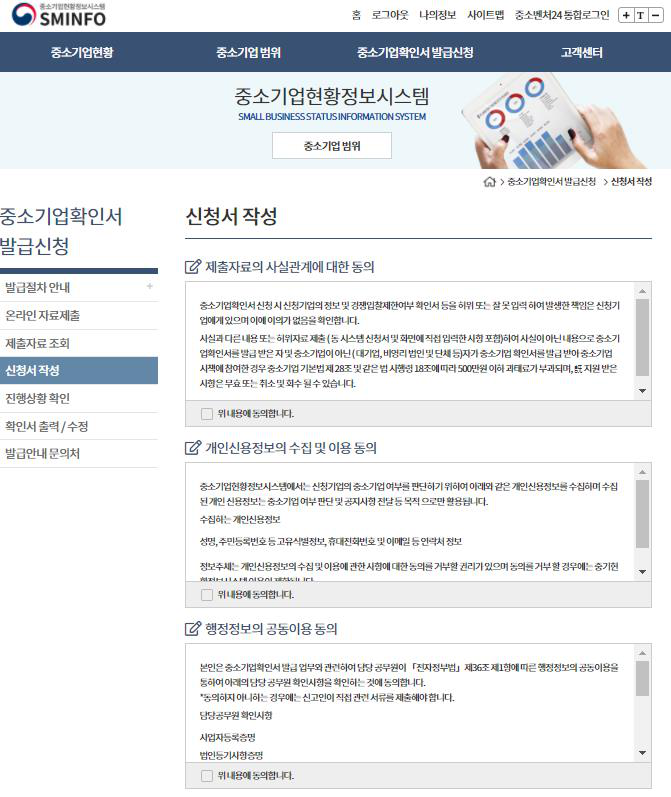 중소기업현황정보시스템
SMINFO
홈 로그아웃 나의정보 사이트맵 중소벤처24 통합로그인 + T −
중소기업현황 중소기업 범위 중소기업확인서 발급신청 고객센터
중소기업현황정보시스템
SMALL BUSINESS STATUS INFORMATION SYSTEM
중소기업 범위
> 중소기업확인서 발급신청 > 신청서 작성
중소기업확인서
발급신청
발급절차 안내 +
온라인 자료제출
제출자료 조회
신청서 작성
진행상황 확인
확인서 출력 / 수정
발급안내 문의처
신청서 작성
제출자료의 사실관계에 대한 동의
중소기업확인서 신청 시 신청기업의 정보 및 경쟁입찰제한여부 확인서 등을 허위 또는 잘 못 입력 하여 발생한 책임은 신청기
업에게 있으며 이에 이의가 없음을 확인합니다.
사실과 다른 내용 또는 허위자료 제출 ( 동 시스템 신청서 및 화면에 직접 입력한 사항 포함)하여 사실이 아닌 내용으로 중소기
업확인서를 발급 받은 자 및 중소기업이 아닌 ( 대기업, 비영리 법인 및 단체 등)자가 중소기업 확인서를 발급 받아 중소기업
시책에 참여한 경우 중소기업 기본법 제 28조 및 같은 법 시행령 18조에 따라 500만원 이하 과태료가 부과되며, 지원 받은
사항은 무효 또는 취소 및 회수 될 수 있습니다.
위 내용에 동의합니다.
개인신용정보의 수집 및 이용 동의
중소기업현황정보시스템에서는 신청기업의 중소기업 여부를 판단하기 위하여 아래와 같은 개인신용정보를 수집하며 수집
된 개인 신용정보는 중소기업 여부 판단 및 공지사항 전달 등 목적 으로만 활용됩니다.
수집하는 개인신용정보
성명, 주민등록번호 등 고유식별정보, 휴대전화번호 및 이메일 등 연락처 정보
정보주체는 개인신용정보의 수집 및 이용에 관한 사항에 대한 동의를 거부할 권리가 있으며 동의를 거부 할 경우에는 중기현
황정보시스템 이용이 제한됩니다.
위 내용에 동의합니다.
행정정보의 공동이용 동의
본인은 중소기업확인서 발급 업무와 관련하여 담당 공무원이 「전자정부법」 제36조 제1항에 따른 행정정보의 공동이용을
통하여 아래의 담당 공무원 확인사항을 확인하는 것에 동의합니다.
*동의하지 아니하는 경우에는 신고인이 직접 관련 서류를 제출해야 합니다.
담당공무원 확인사항
사업자등록증명
법인등기사항증명
위 내용에 동의합니다.